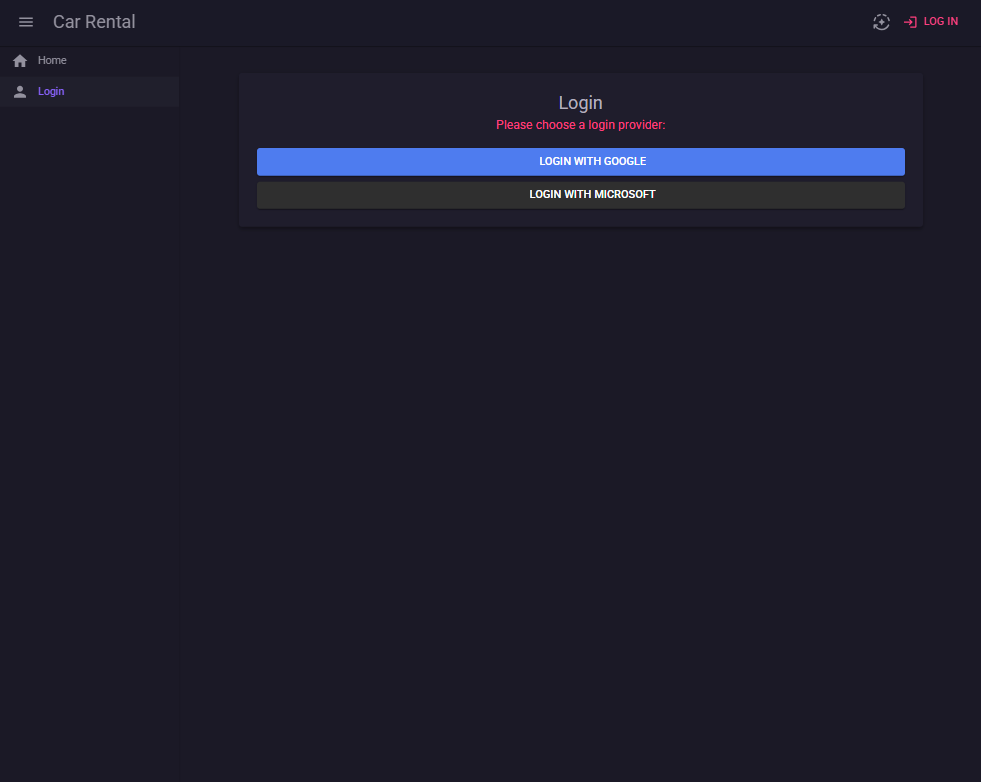 Car Rental
LOG IN
Home
Login
Login
Please choose a login provider:
LOGIN WITH GOOGLE
LOGIN WITH MICROSOFT